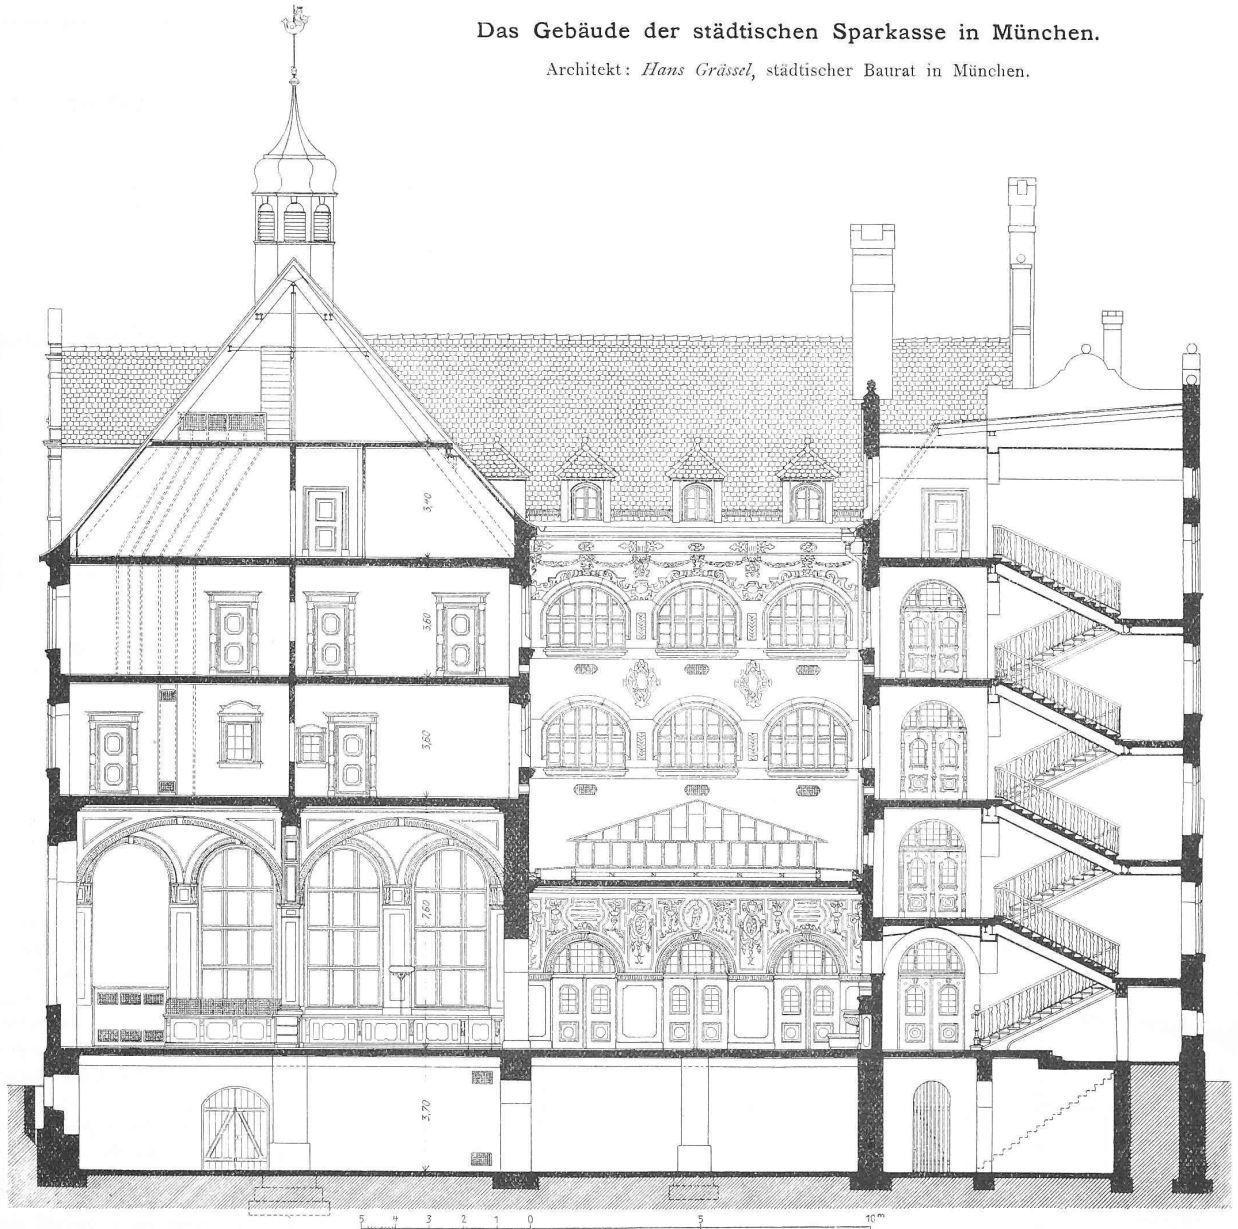 Das Gebäude der städtischen Sparkasse in München.
Architekt: Hans Grässel, städtischer Baurat in München.
3,40
3,60
3,60
7,60
3,70
5 4 3 2 1 0 5 10 m